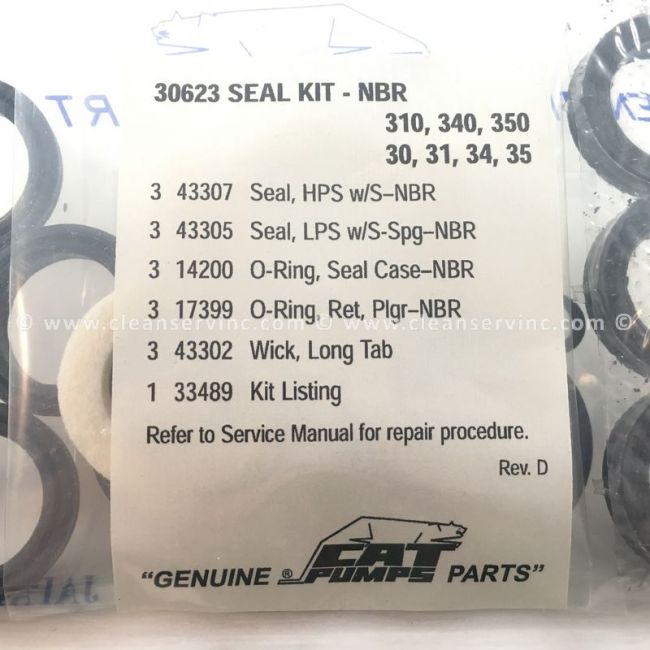 30623 SEAL KIT - NBR
310, 340, 350
30, 31, 34, 35
3 43307 Seal, HPS w/S–NBR
3 43305 Seal, LPS w/S-Spg–NBR
3 14200 O-Ring, Seal Case–NBR
3 17399 O-Ring, Ret, Plgr–NBR
© www.cleanservinc.com © www.cleanservinc.com ©
3 43302 Wick, Long Tab
1 33489 Kit Listing
Refer to Service Manual for repair procedure.
Rev. D
"GENUINE ® CAT PUMPS PARTS"